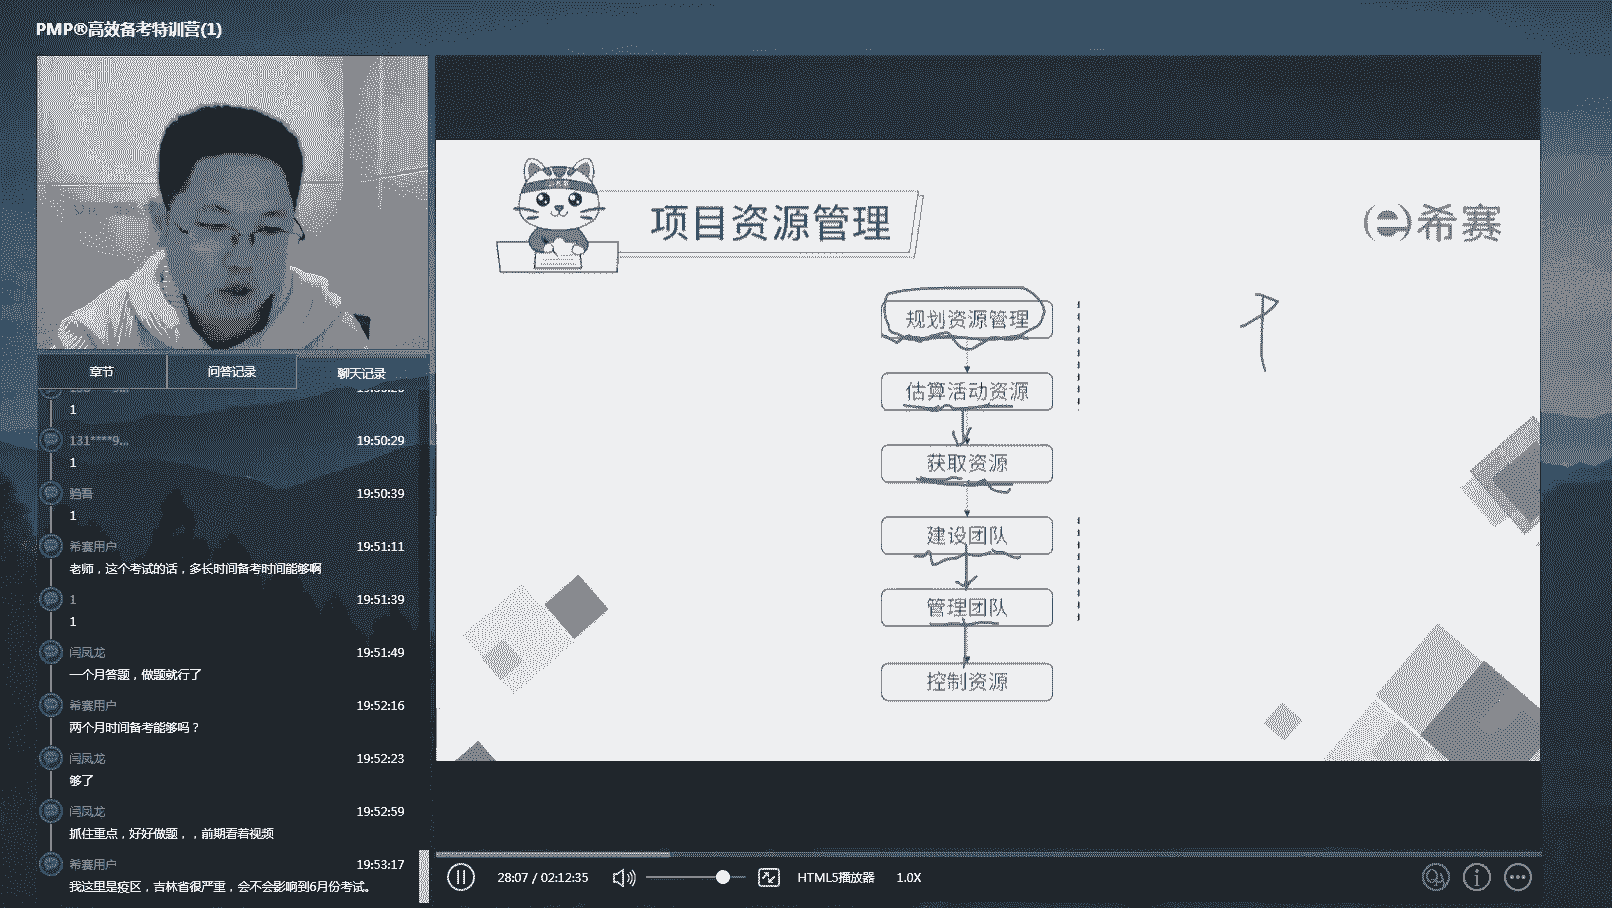 PMP®高效备考特训营(1)
章节
问答记录
聊天记录
1
131****9...
19:50:29
1
19:50:39
1
希赛用户
19:51:11
老师，这个考试的话，多长时间备考时间能够啊
1
19:51:39
1
闫凤龙
19:51:49
一个月答题，做题就行了
希赛用户
19:52:16
两个月时间备考能够吗？
闫凤龙
19:52:23
够了
闫凤龙
19:52:59
抓住重点，好好做题，，前期看看视频
希赛用户
19:53:17
我这里是疫区，吉林省很严重，会不会影响到6月份考试。
项目资源管理
希赛
规划资源管理
估算活动资源
获取资源
建设团队
管理团队
控制资源
28:07 / 02:12:35
HTML5播放器
1.0X